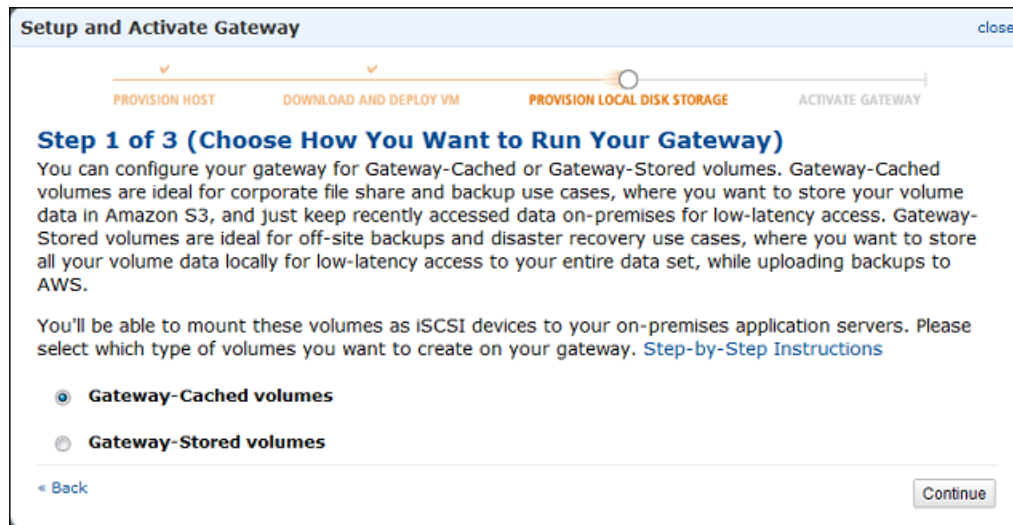 Setup and Activate Gateway
close
PROVISION HOST
DOWNLOAD AND DEPLOY VM
PROVISION LOCAL DISK STORAGE
ACTIVATE GATEWAY
Step 1 of 3 (Choose How You Want to Run Your Gateway)
You can configure your gateway for Gateway-Cached or Gateway-Stored volumes. Gateway-Cached
volumes are ideal for corporate file share and backup use cases, where you want to store your volume
data in Amazon S3, and just keep recently accessed data on-premises for low-latency access. Gateway-
Stored volumes are ideal for off-site backups and disaster recovery use cases, where you want to store
all your volume data locally for low-latency access to your entire data set, while uploading backups to
AWS.
You'll be able to mount these volumes as iSCSI devices to your on-premises application servers. Please
select which type of volumes you want to create on your gateway. Step-by-Step Instructions
Gateway-Cached volumes
Gateway-Stored volumes
« Back
Continue